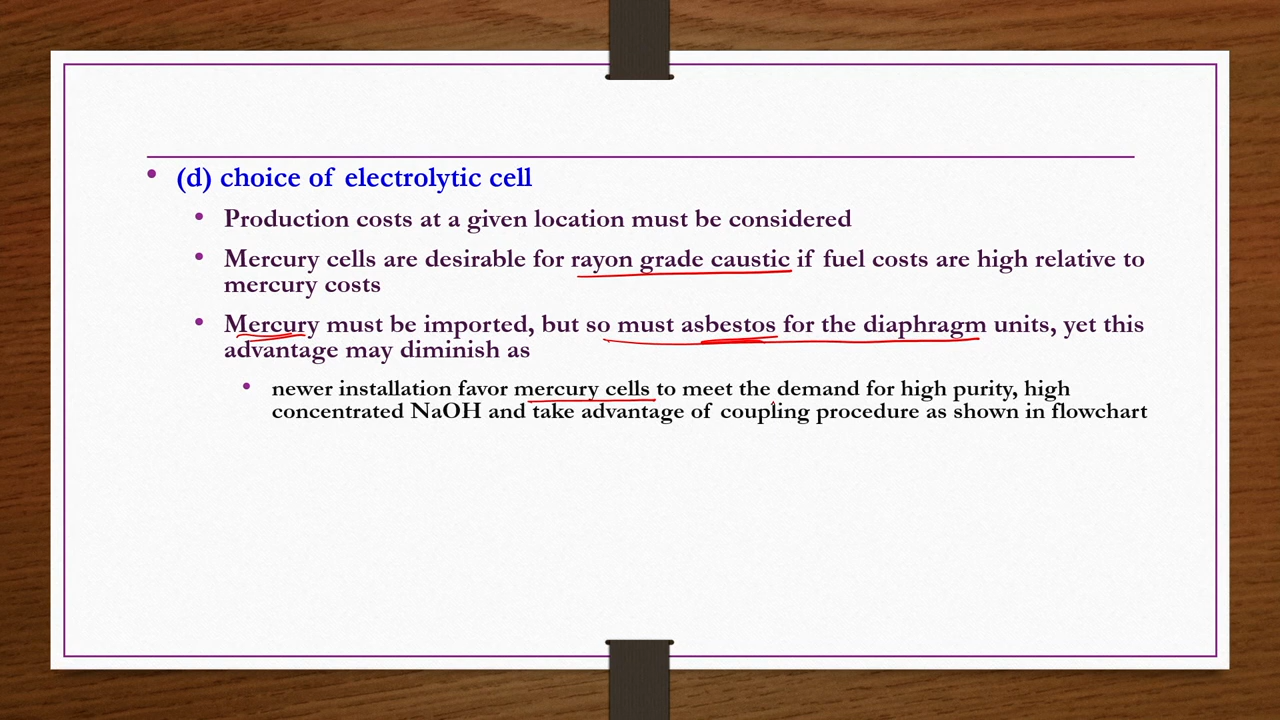 (d) choice of electrolytic cell
Production costs at a given location must be considered
Mercury cells are desirable for rayon grade caustic if fuel costs are high relative to
mercury costs
Mercury must be imported, but so must asbestos for the diaphragm units, yet this
advantage may diminish as
newer installation favor mercury cells to meet the demand for high purity, high
concentrated NaOH and take advantage of coupling procedure as shown in flowchart